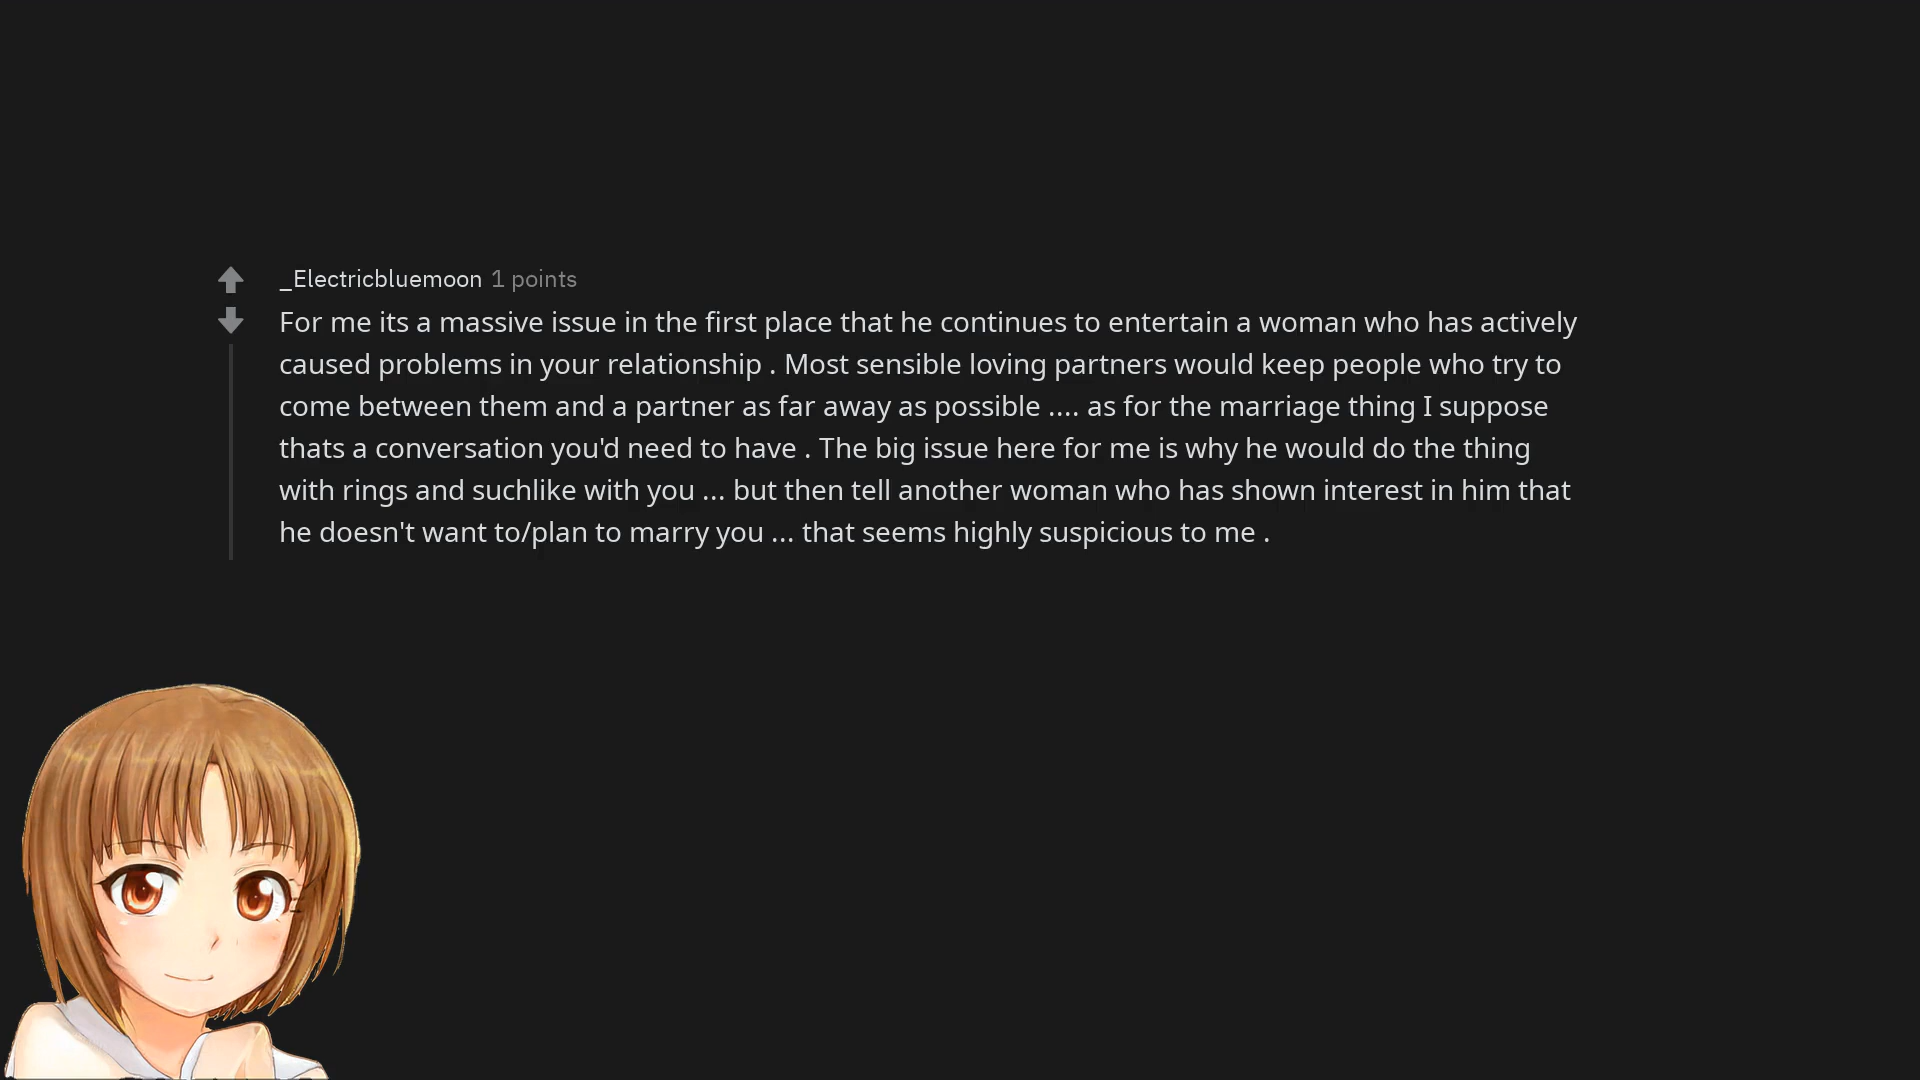 _Electricbluemoon 1 points
For me its a massive issue in the first place that he continues to entertain a woman who has actively
caused problems in your relationship . Most sensible loving partners would keep people who try to
come between them and a partner as far away as possible .... as for the marriage thing I suppose
thats a conversation you'd need to have . The big issue here for me is why he would do the thing
with rings and suchlike with you ... but then tell another woman who has shown interest in him that
he doesn't want to/plan to marry you ... that seems highly suspicious to me .